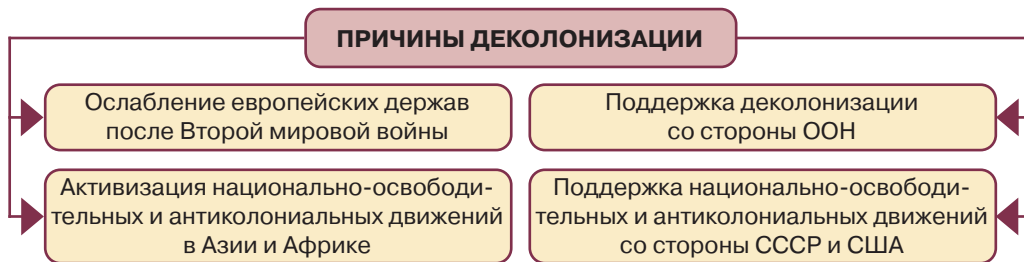 ПРИЧИНЫ ДЕКОЛОНИЗАЦИИ
Ослабление европейских держав
после Второй мировой войны
Поддержка деколонизации
со стороны ООН
Активизация национально-освободи-
тельных и антиколониальных движений
в Азии и Африке
Поддержка национально-освободи-
тельных и антиколониальных движений
со стороны СССР и США